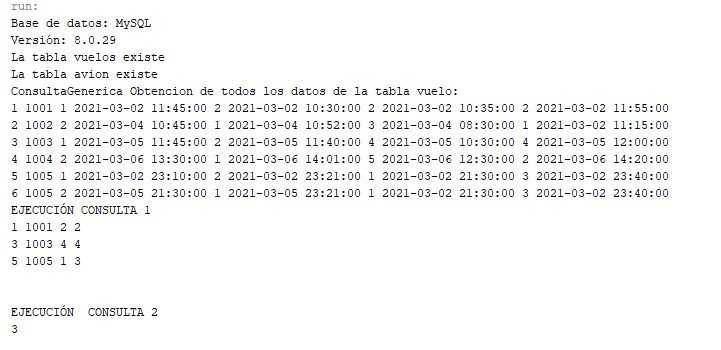 run:
Base de datos: MySQL
Versión: 8.0.29
La tabla vuelos existe
La tabla avion existe
ConsultaGenerica Obtencion de todos los datos de la tabla vuelo:
1 1001 1 2021-03-02 11:45:00 2 2021-03-02 10:30:00 2 2021-03-02 10:35:00 2 2021-03-02 11:55:00
2 1002 2 2021-03-04 10:45:00 1 2021-03-04 10:52:00 3 2021-03-04 08:30:00 1 2021-03-02 11:15:00
3 1003 1 2021-03-05 11:45:00 2 2021-03-05 11:40:00 4 2021-03-05 10:30:00 4 2021-03-05 12:00:00
4 1004 2 2021-03-06 13:30:00 1 2021-03-06 14:01:00 5 2021-03-06 12:30:00 2 2021-03-06 14:20:00
5 1005 1 2021-03-02 23:10:00 2 2021-03-02 23:21:00 1 2021-03-02 21:30:00 3 2021-03-02 23:40:00
6 1005 2 2021-03-05 21:30:00 1 2021-03-05 23:21:00 1 2021-03-02 21:30:00 3 2021-03-02 23:40:00
EJECUCIÓN CONSULTA 1
1 1001 2 2
3 1003 4 4
5 1005 1 3
EJECUCIÓN  CONSULTA 2
3